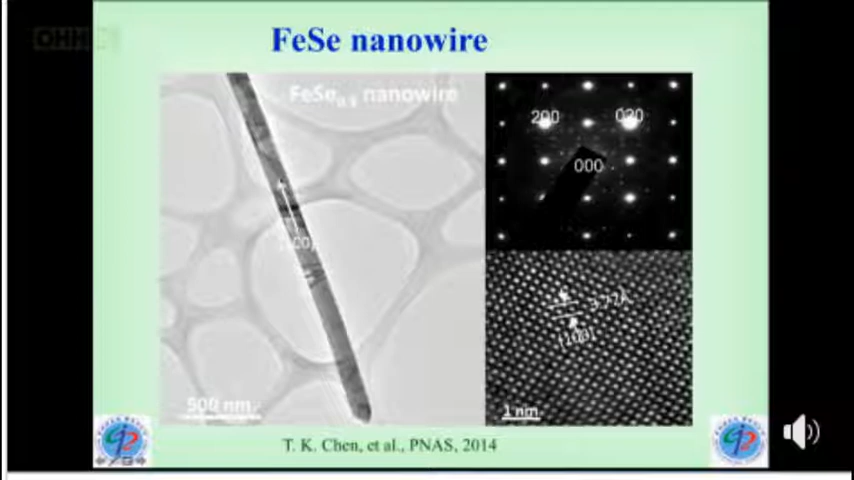 FeSe nanowire
FeSe0.9 nanowire
200
020
000
3.77Å
(100)
500 nm
1 nm
T. K. Chen, et al., PNAS, 2014